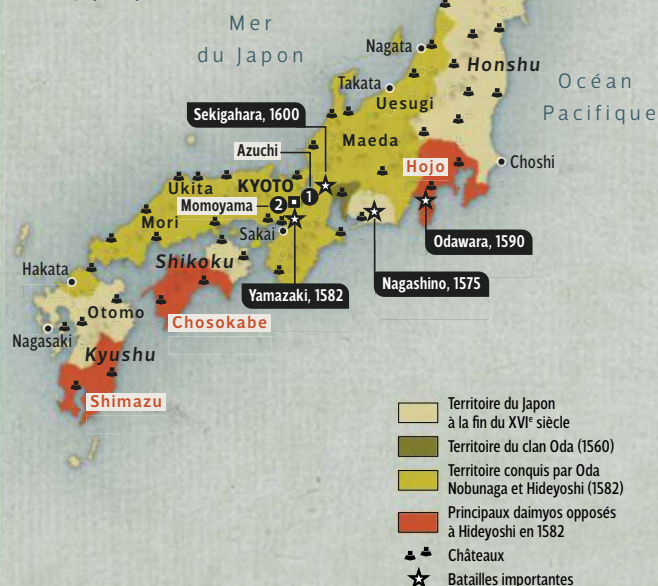 Mer
du Japon
Nagata
Honshu
Takata
Océan
Pacifique
Uesugi
Sekigahara, 1600
Maeda
Azuchi
Hojo
Choshi
Ukita
KYOTO
1
Momoyama
2
Mori
Sakai
Odawara, 1590
Shikoku
Hakata
Nagashino, 1575
Yamazaki, 1582
Otomo
Chosokabe
Nagasaki
Kyushu
Shimazu
Territoire du Japon
à la fin du XVIe siècle
Territoire du clan Oda (1560)
Territoire conquis par Oda
Nobunaga et Hideyoshi (1582)
Principaux daimyos opposés
à Hideyoshi en 1582
Châteaux
Batailles importantes